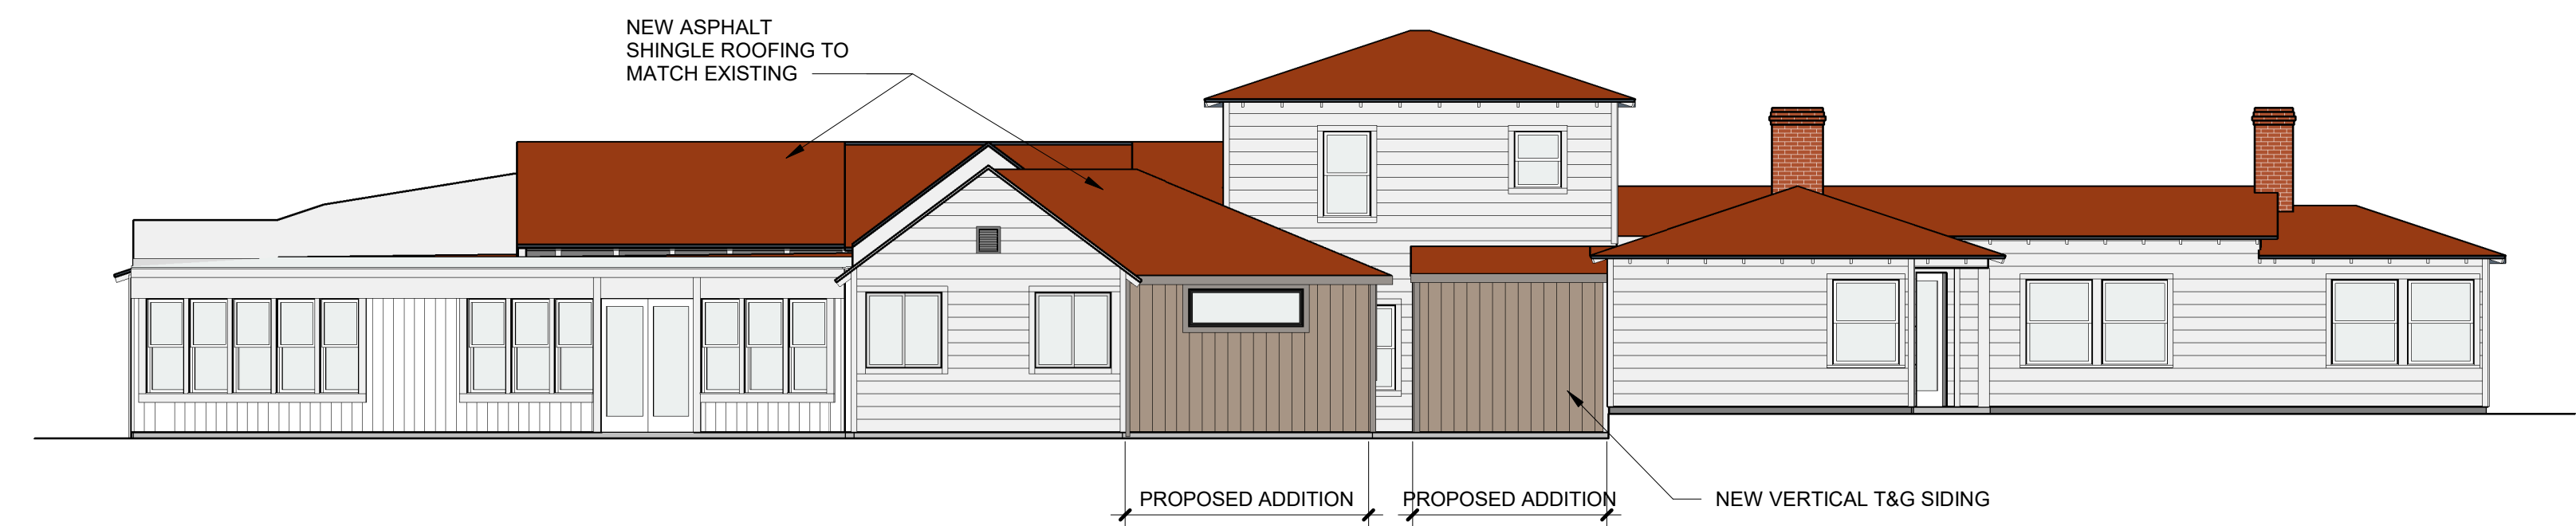 NEW ASPHALT
SHINGLE ROOFING TO
MATCH EXISTING
PROPOSED ADDITION
PROPOSED ADDITION
NEW VERTICAL T&G SIDING